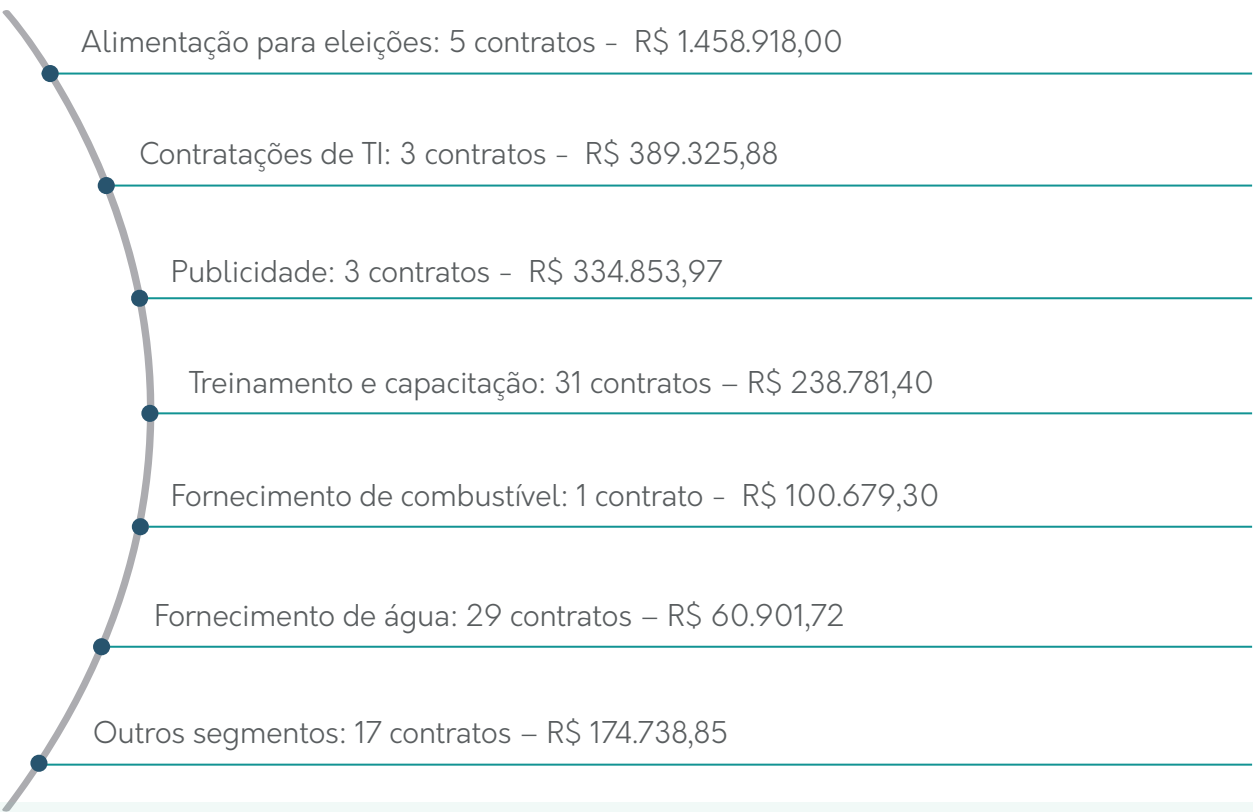 Alimentação para eleições: 5 contratos - R$ 1.458.918,00
Contratações de TI: 3 contratos - R$ 389.325,88
Publicidade: 3 contratos - R$ 334.853,97
Treinamento e capacitação: 31 contratos – R$ 238.781,40
Fornecimento de combustível: 1 contrato - R$ 100.679,30
Fornecimento de água: 29 contratos – R$ 60.901,72
Outros segmentos: 17 contratos – R$ 174.738,85